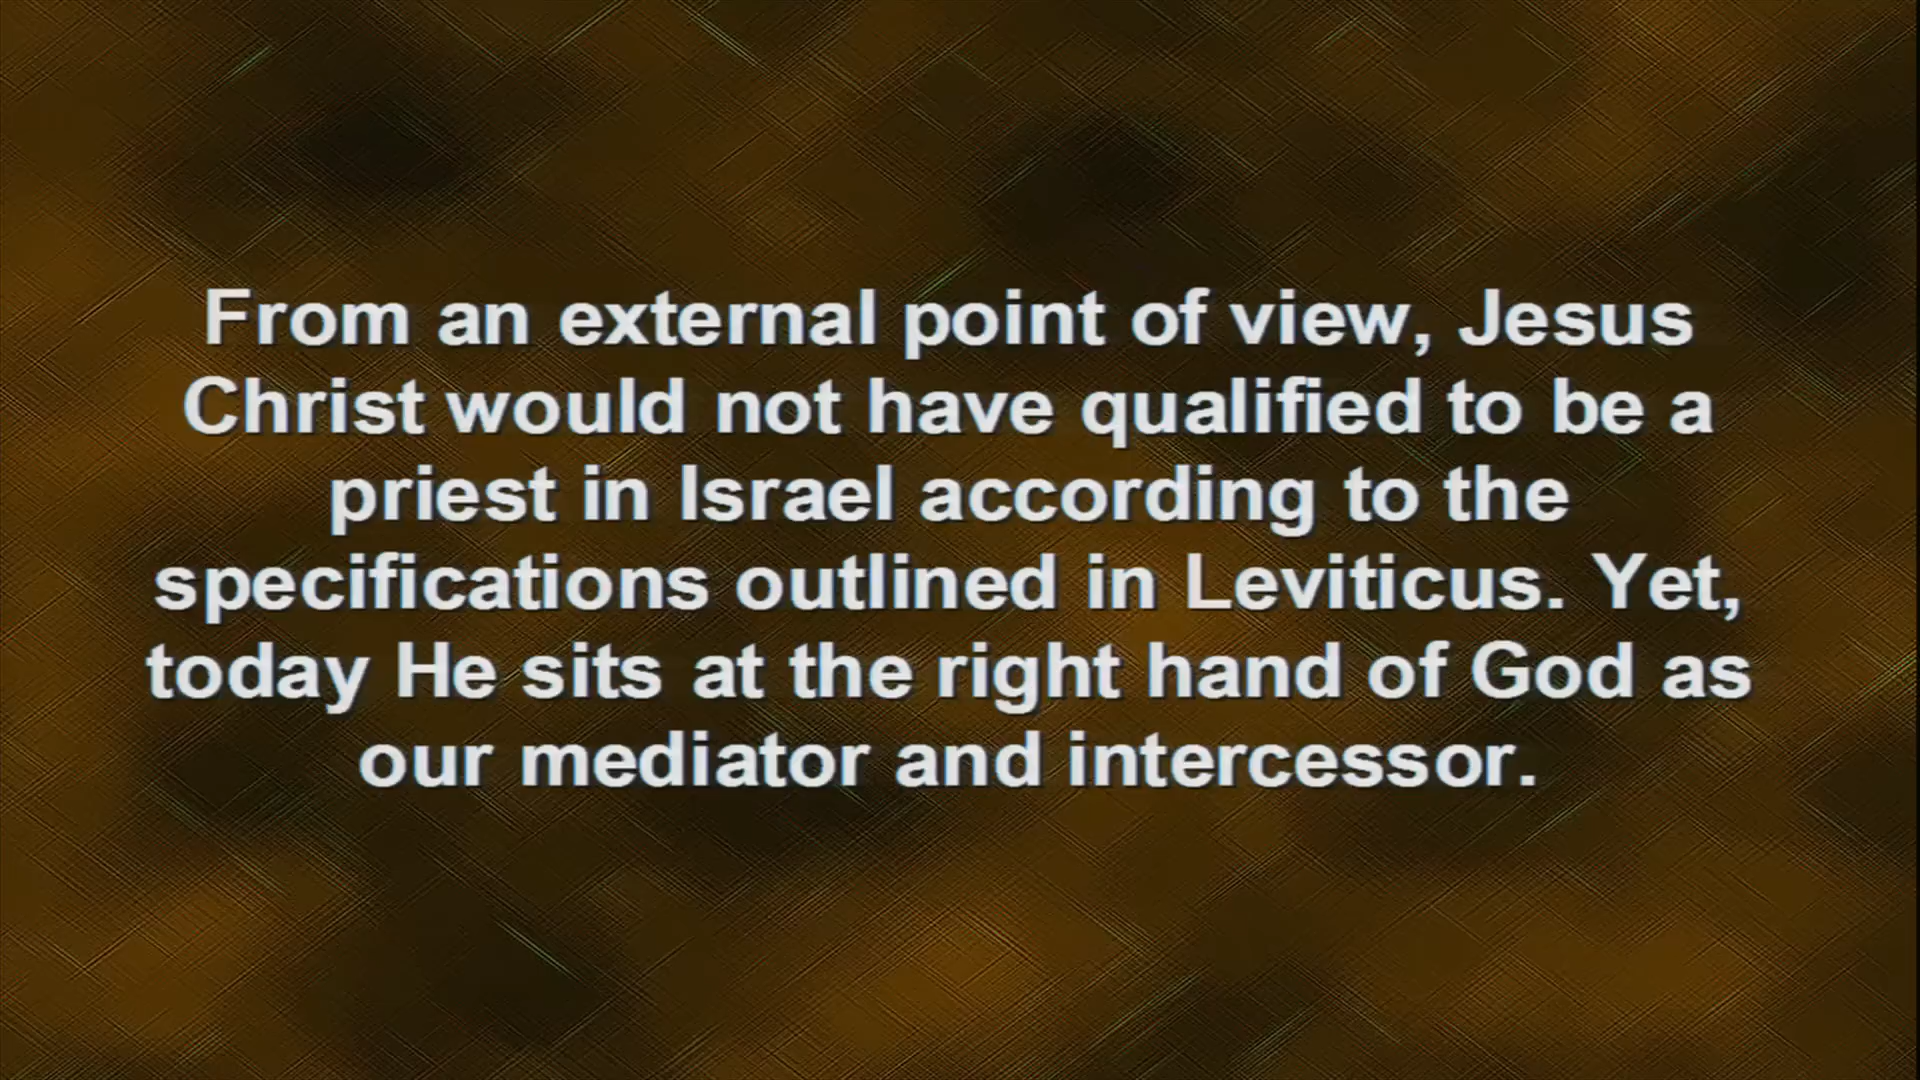 From an external point of view, Jesus
Christ would not have qualified to be a
priest in Israel according to the
specifications outlined in Leviticus. Yet,
today He sits at the right hand of God as
our mediator and intercessor.